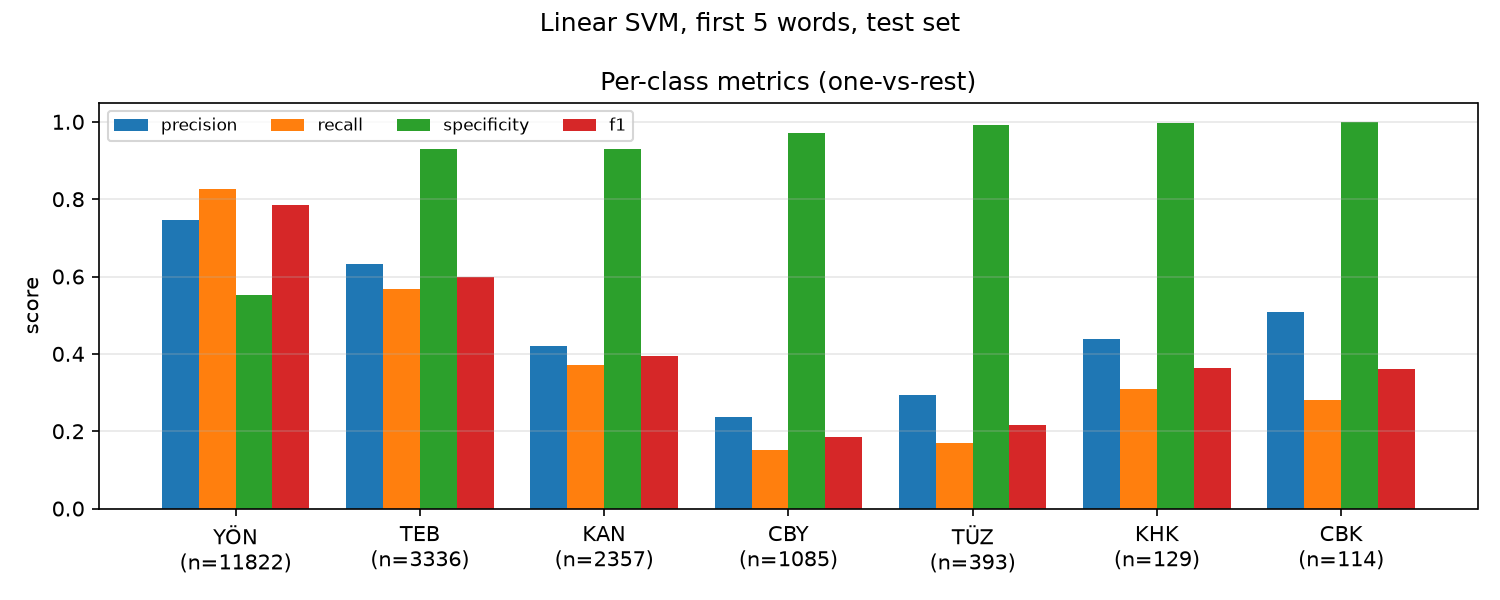 Linear SVM, first 5 words, test set
Per-class metrics (one-vs-rest)
precision recall specificity f1
score
1.0
0.8
0.6
0.4
0.2
0.0
YÖN TEB KAN CBY TÜZ KHK CBK
(n=11822) (n=3336) (n=2357) (n=1085) (n=393) (n=129) (n=114)